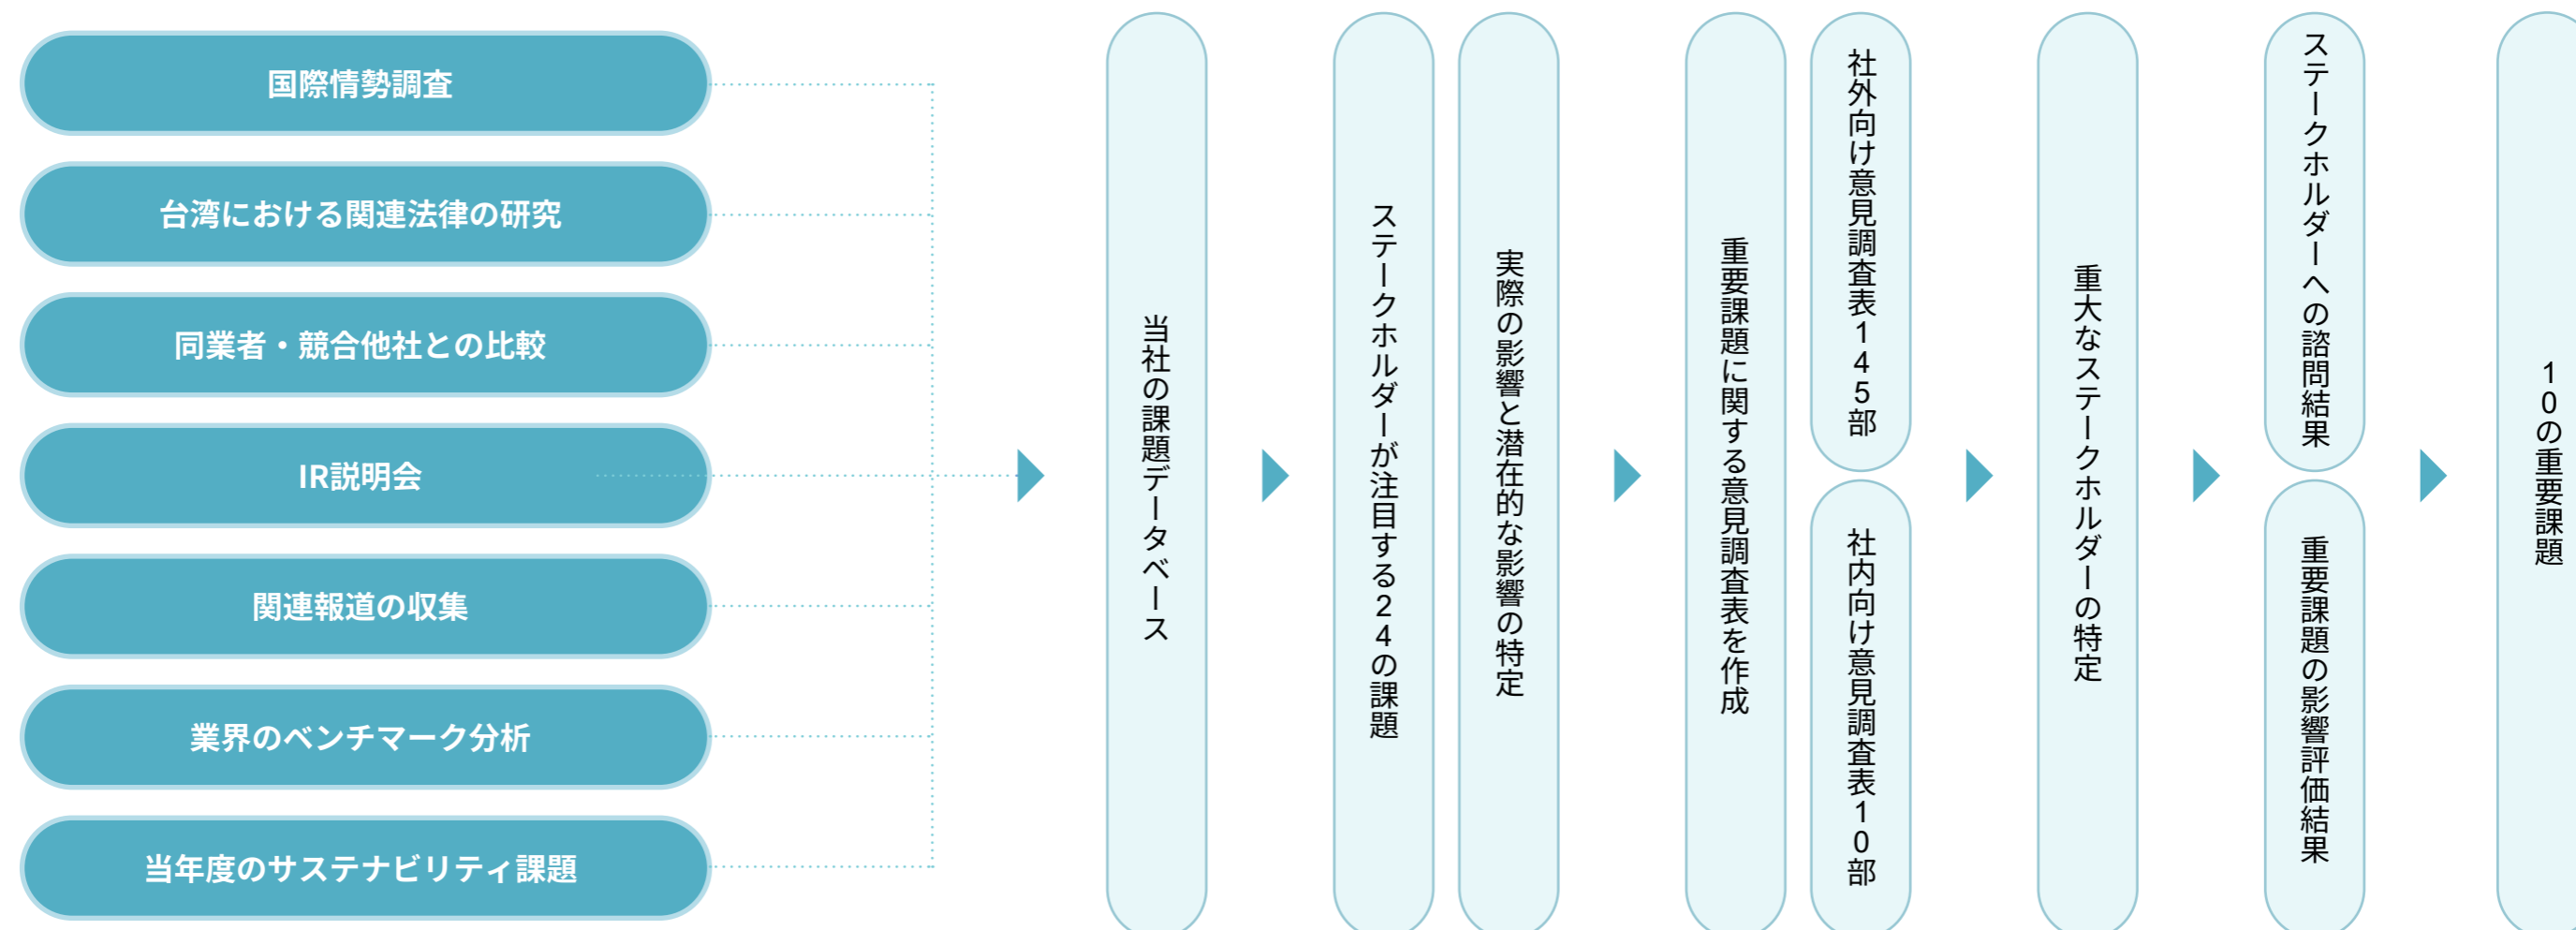 国際情勢調査
台湾における関連法律の研究
同業者・競合他社との比較
IR説明会
関連報道の収集
業界のベンチマーク分析
当年度のサステナビリティ課題
当社の課題データベース
ステークホルダーが注目する24の課題
実際の影響と潜在的な影響の特定
重要課題に関する意見調査表を作成
社外向け意見調査表145部
社内向け意見調査表10部
重大なステークホルダーの特定
ステークホルダーへの諮問結果
重要課題の影響評価結果
10の重要課題